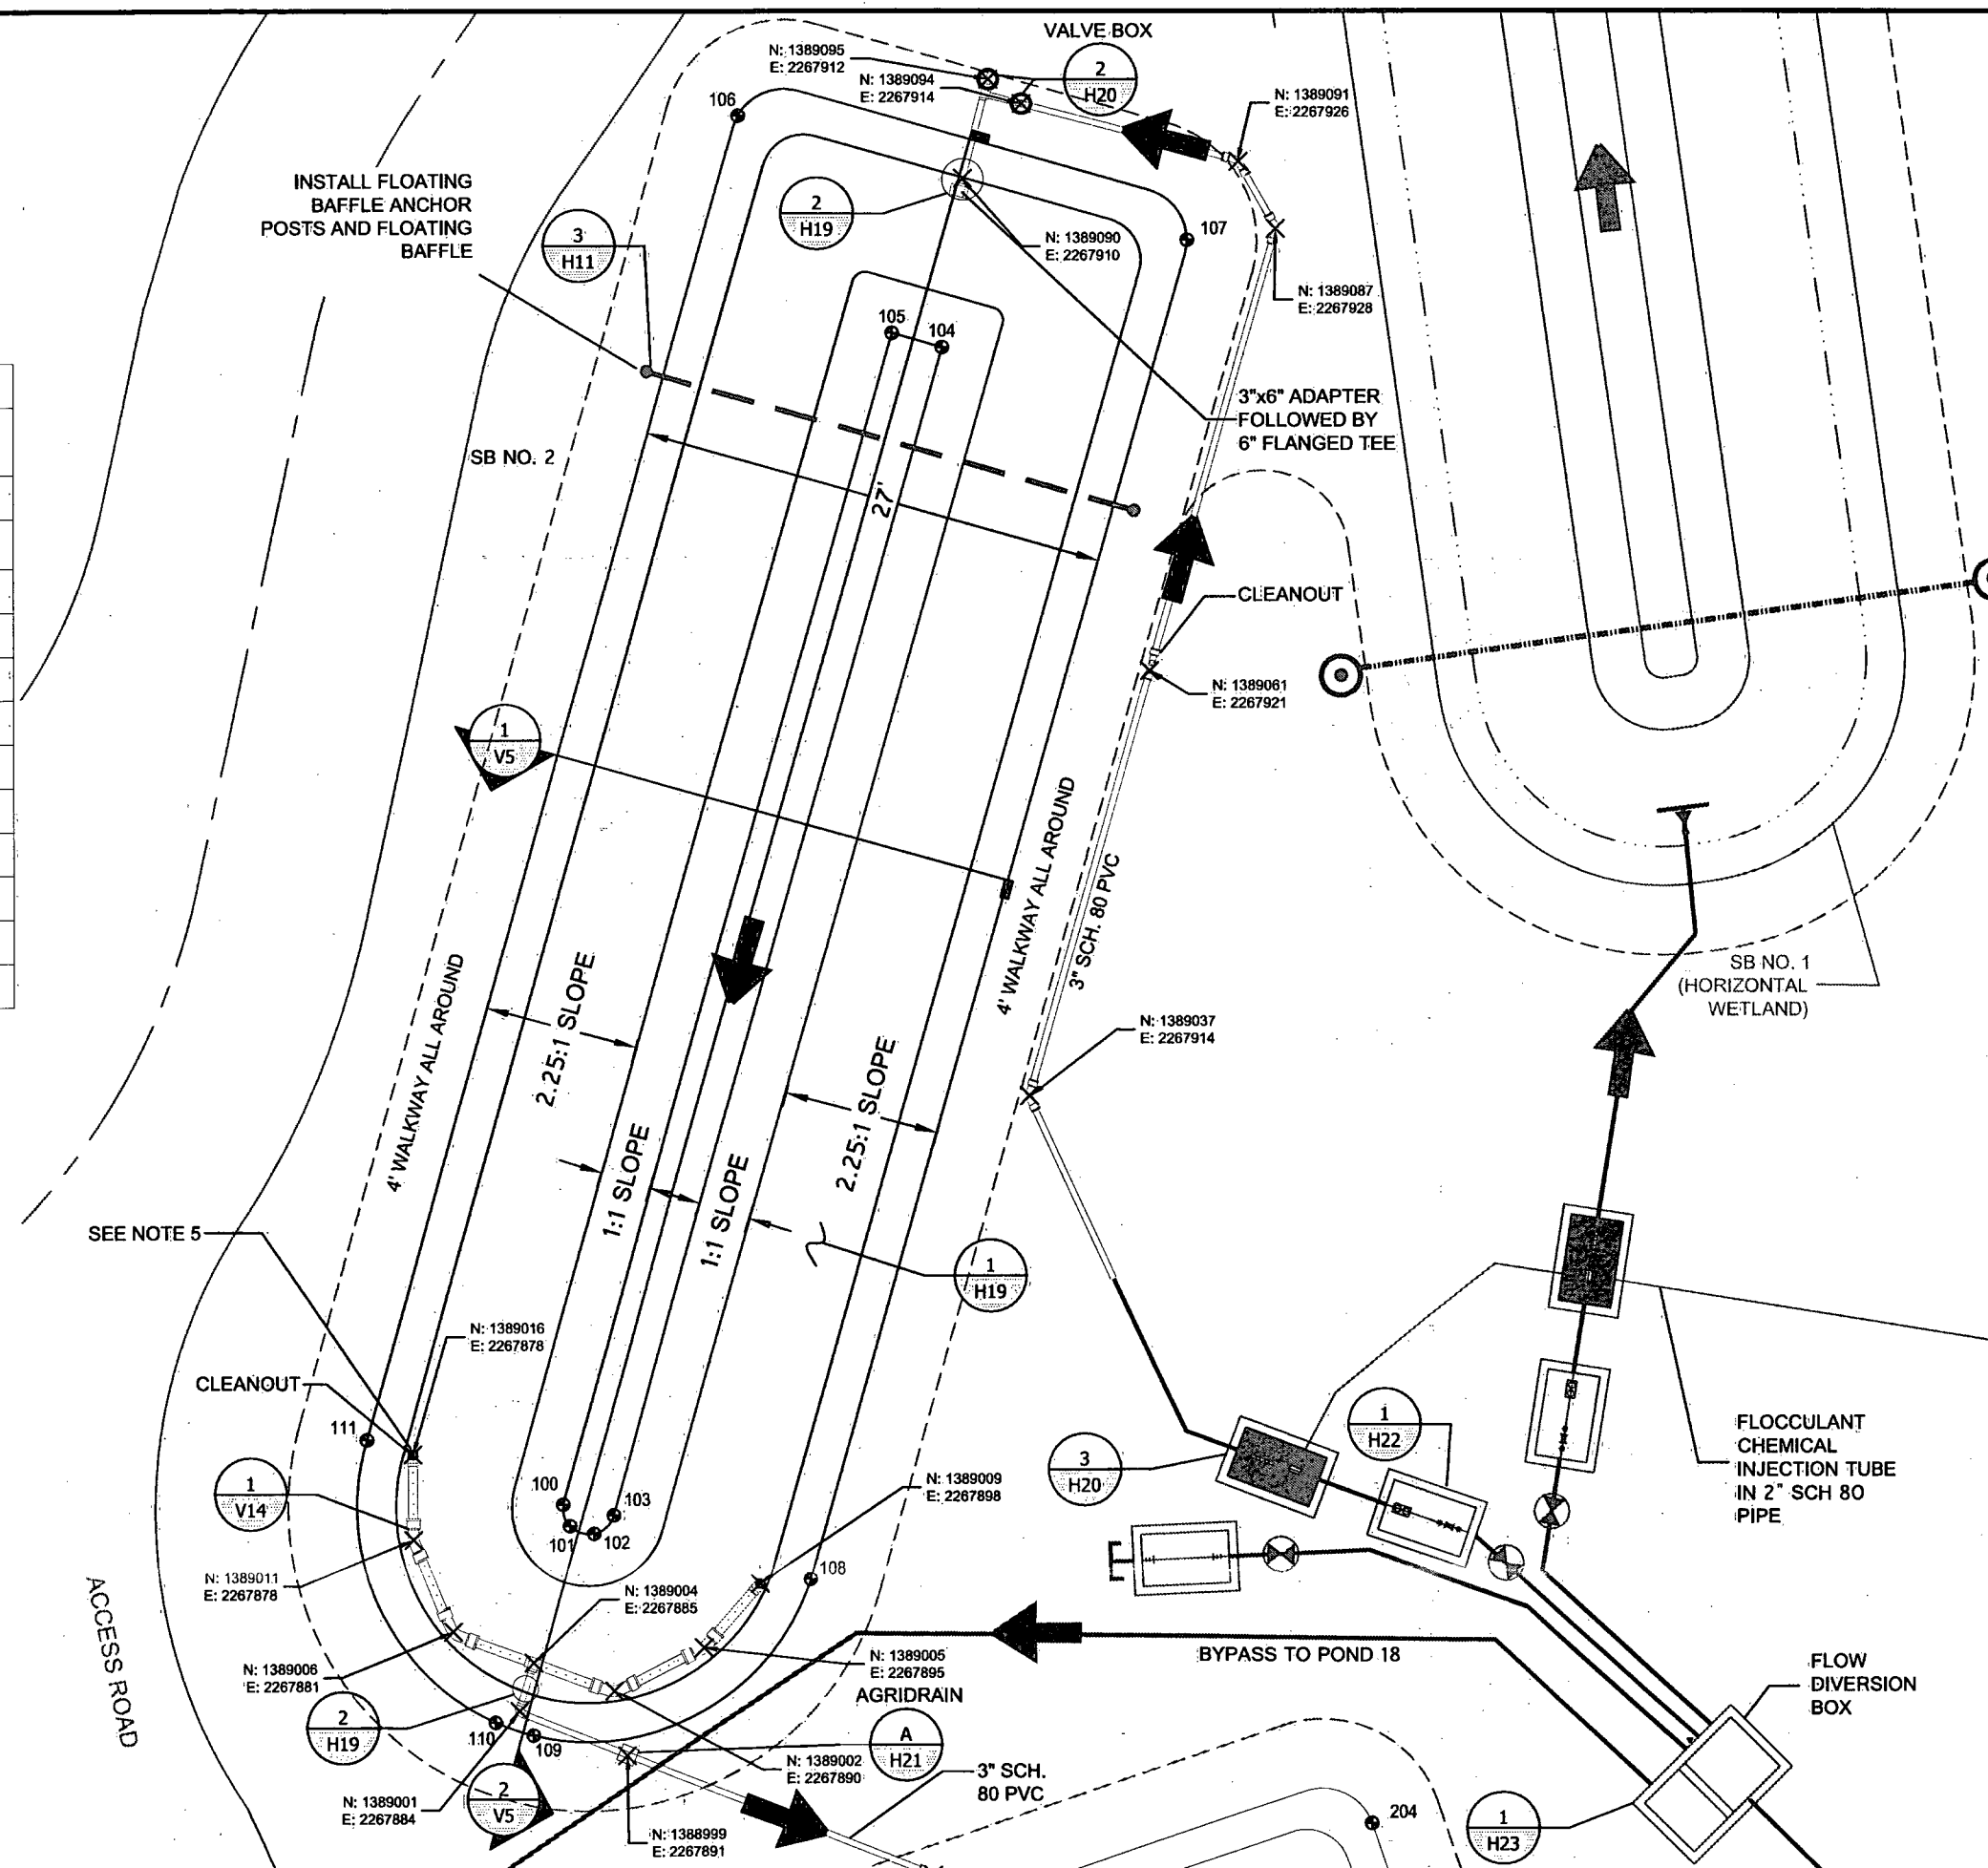 VALVE BOX
N: 1389095
E: 2267912
2
H20
N: 1389094
E: 2267914
N: 1389091
E: 2267926
106
INSTALL FLOATING
BAFFLE ANCHOR
POSTS AND FLOATING
BAFFLE
3
H11
2
H19
N: 1389090
E: 2267910
107
N: 1389087
E: 2267928
105
104
3"x6" ADAPTER
FOLLOWED BY
6" FLANGED TEE
SB NO. 2
27'
CLEANOUT
N: 1389061
E: 2267921
1
V5
4' WALKWAY ALL AROUND
3" SCH. 80 PVC
SB NO. 1
(HORIZONTAL
WETLAND)
4' WALKWAY ALL AROUND
2.25:1 SLOPE
N: 1389037
E: 2267914
2.25:1 SLOPE
1:1 SLOPE
1:1 SLOPE
SEE NOTE 5
1
H19
N: 1389016
E: 2267878
CLEANOUT
111
1
V14
100
103
101
102
N: 1389009
E: 2267898
3
H20
1
H22
FLOCCULANT
CHEMICAL
INJECTION TUBE
IN 2" SCH 80
PIPE
N: 1389011
E: 2267878
N: 1389004
E: 2267885
108
ACCESS ROAD
N: 1389006
E: 2267881
N: 1389005
E: 2267895
AGRIDRAIN
BYPASS TO POND 18
FLOW
DIVERSION
BOX
2
H19
110
109
A
H21
N: 1389002
E: 2267890
3" SCH.
80 PVC
N: 1389001
E: 2267884
2
V5
N: 1388999
E: 2267891
204
1
H23